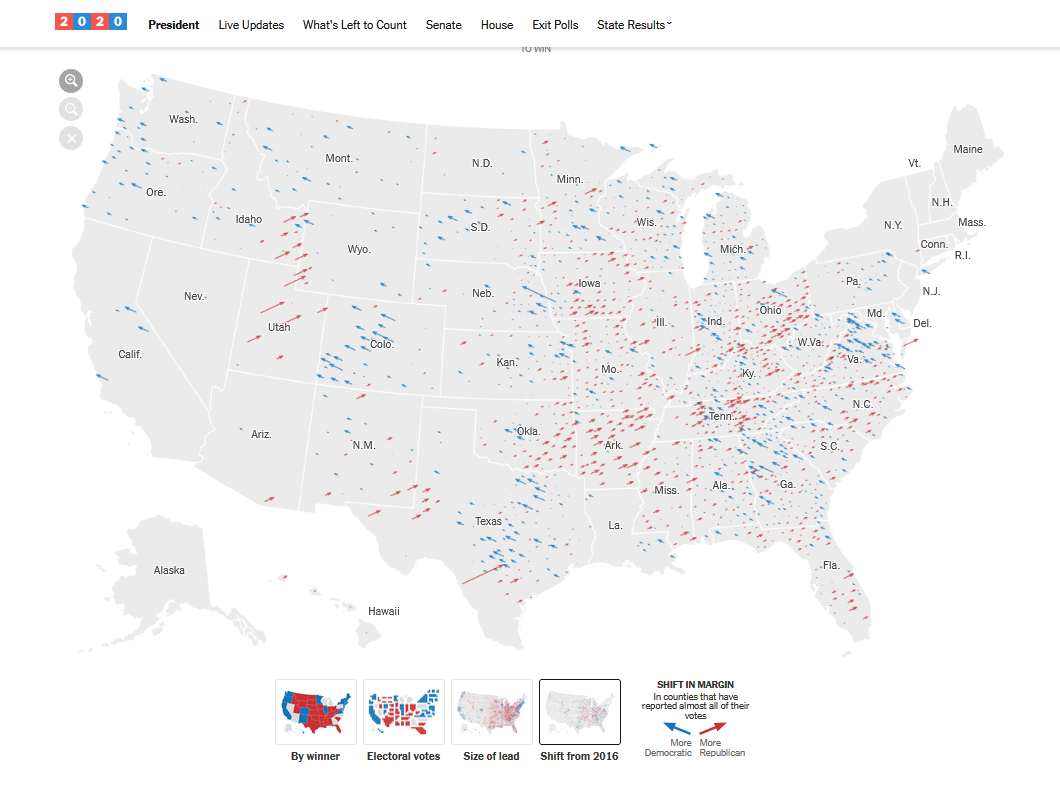 2020 President Live Updates What's Left to Count Senate House Exit Polls State Results
TO WIN
Wash.
Maine
Mont.
Vt.
N.D.
Minn.
Ore.
N.H.
Idaho
Wis.
Mass.
S.D.
N.Y.
Conn.
Wyo.
Mich.
R.I.
Pa.
Iowa
N.J.
Nev.
Neb.
Ohio
Md.
Del.
Utah
Ill.
Ind.
Colo.
W.Va.
Calif.
Va.
Kan.
Mo.
Ky.
N.C.
Tenn.
Ariz.
Okla.
N.M.
Ark.
S.C.
Miss.
Ala.
Ga.
Texas
La.
Fla.
Alaska
Hawaii
By winner
Electoral votes
Size of lead
Shift from 2016
SHIFT IN MARGIN
In counties that have
reported almost all of their
votes
More Democratic
More Republican